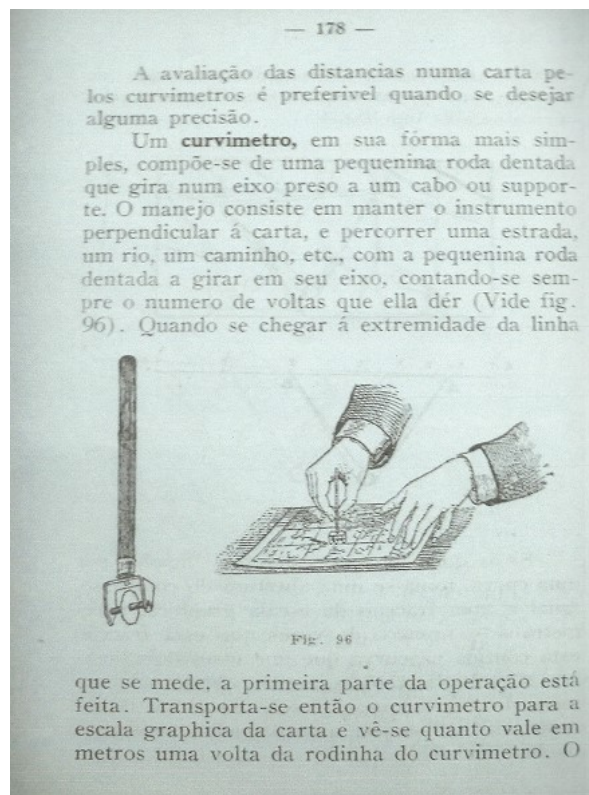 — 178 —
A avaliação das distancias numa carta pe-
los curvimetros é preferivel quando se desejar
alguma precisão.
Um curvimetro, em sua fórma mais sim-
ples, compõe-se de uma pequenina roda dentada
que gira num eixo preso a um cabo ou suppor-
te. O manejo consiste em manter o instrumento
perpendicular á carta, e percorrer uma estrada,
um rio, um caminho, etc., com a pequenina roda
dentada a girar em seu eixo, contando-se sem-
pre o numero de voltas que ella dér (Vide fig.
96). Quando se chegar á extremidade da linha
Fig. 96
que se mede, a primeira parte da operação está
feita. Transporta-se então o curvimetro para a
escala graphica da carta e vê-se quanto vale em
metros uma volta da rodinha do curvimetro. O